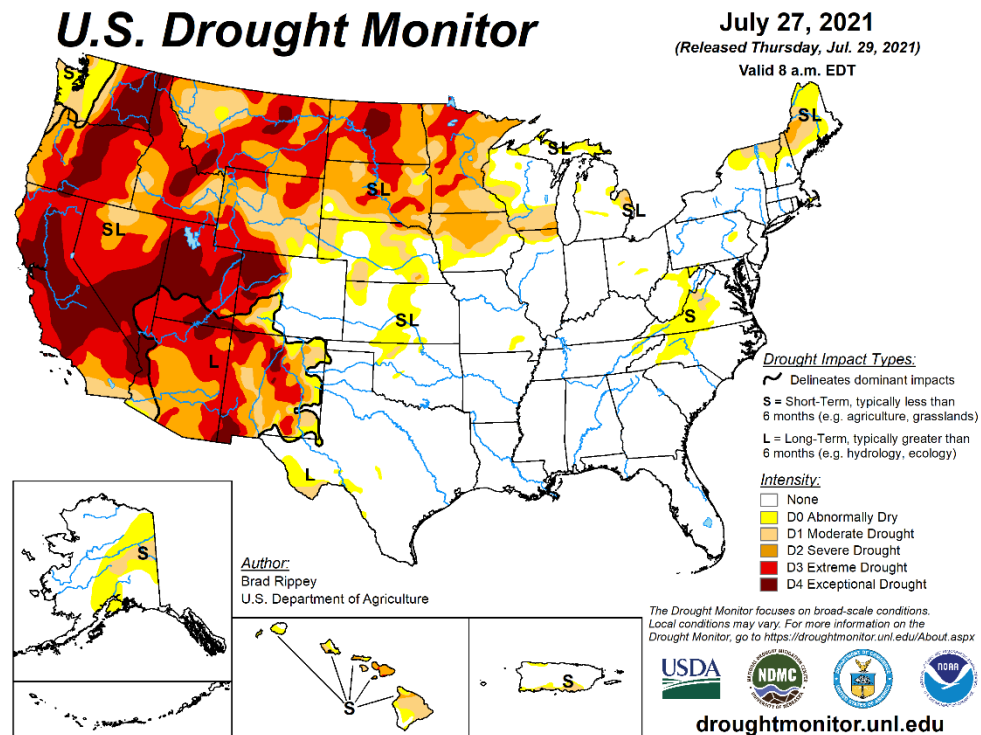 U.S. Drought Monitor
July 27, 2021
(Released Thursday, Jul. 29, 2021)
Valid 8 a.m. EDT
S
SL
SL
SL
SL
SL
SL
S
L
L
Drought Impact Types:
Delineates dominant impacts
S = Short-Term, typically less than
6 months (e.g. agriculture, grasslands)
L = Long-Term, typically greater than
6 months (e.g. hydrology, ecology)
Intensity:
None
D0 Abnormally Dry
D1 Moderate Drought
D2 Severe Drought
D3 Extreme Drought
D4 Exceptional Drought
S
Author:
Brad Rippey
U.S. Department of Agriculture
S
S
The Drought Monitor focuses on broad-scale conditions.
Local conditions may vary. For more information on the
Drought Monitor, go to https://droughtmonitor.unl.edu/About.aspx
USDA
NDMC
NOAA
droughtmonitor.unl.edu